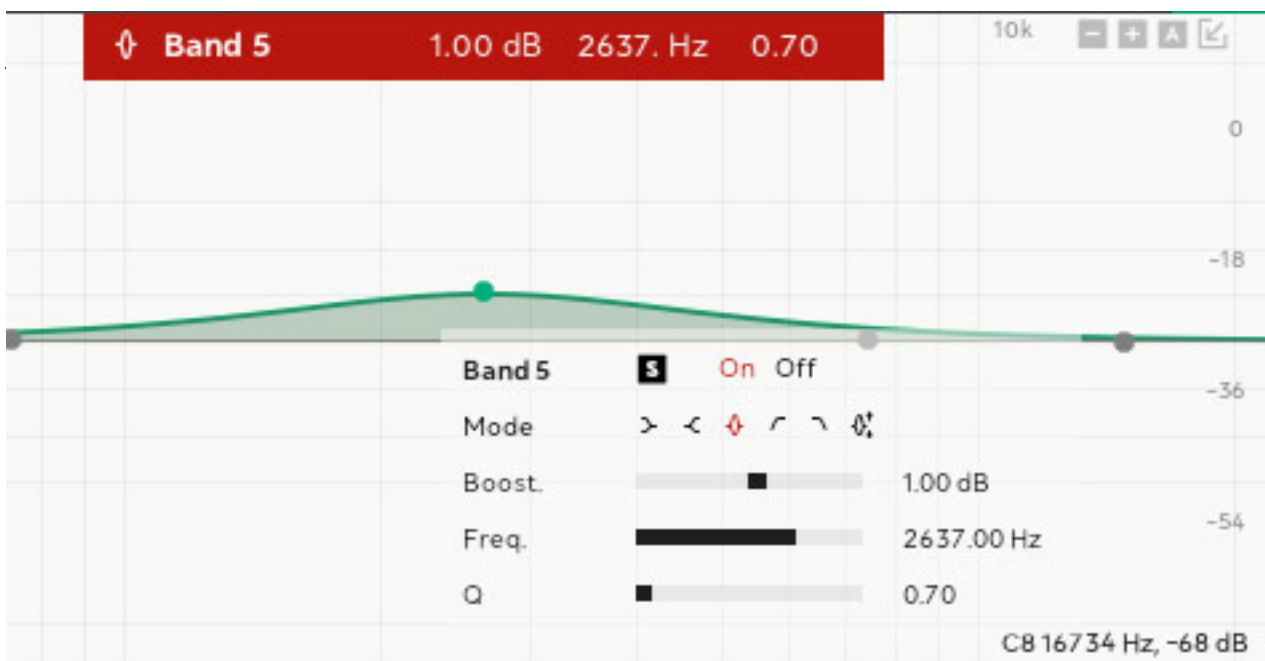 Band 5 1.00 dB 2637. Hz 0.70
10k
A
0
-18
-36
-54
Band 5 S On Off
Mode
Boost. 1.00 dB
Freq. 2637.00 Hz
Q 0.70
C8 16734 Hz, -68 dB